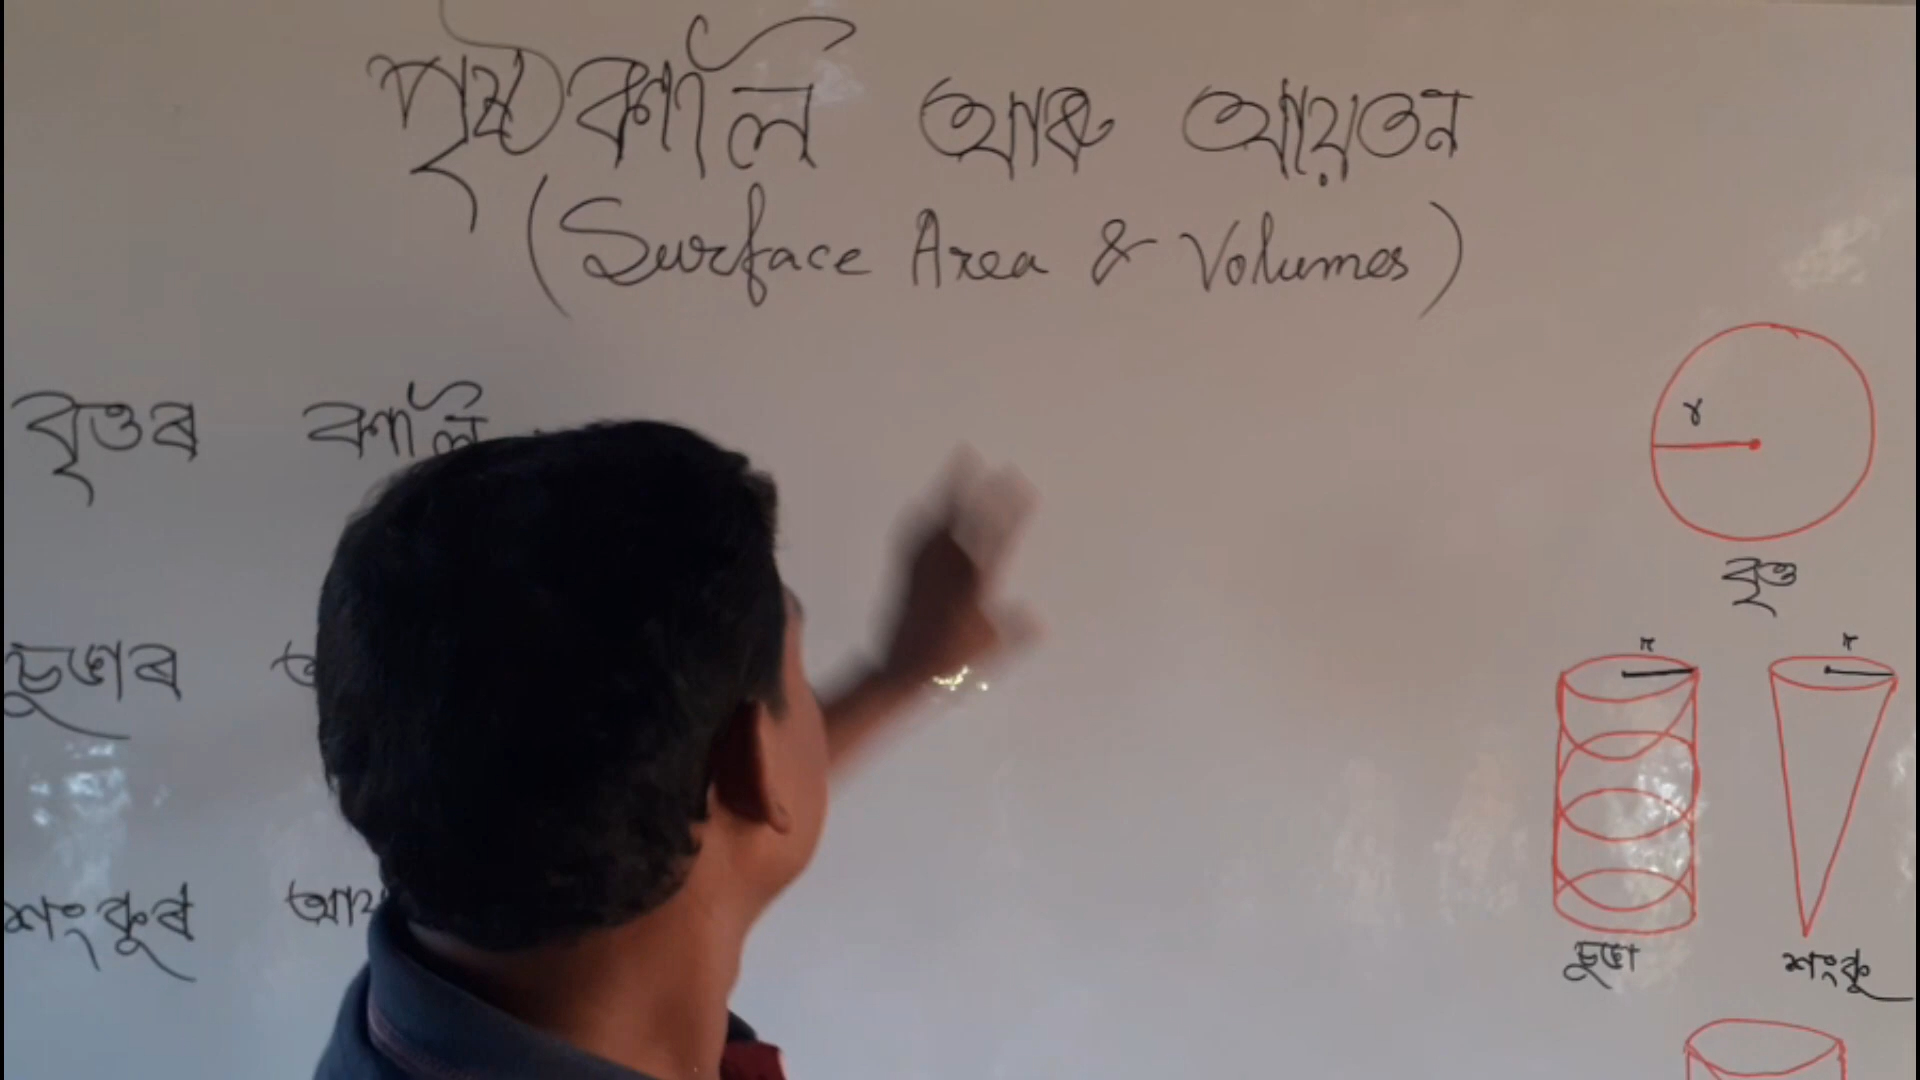 পৃষ্ঠকালি আৰু আয়তন
(Surface Area & Volumes)
বৃত্তৰ কালি
r
বৃত্ত
চুঙাৰ
r r
শংকুৰ
চুঙা শংকু